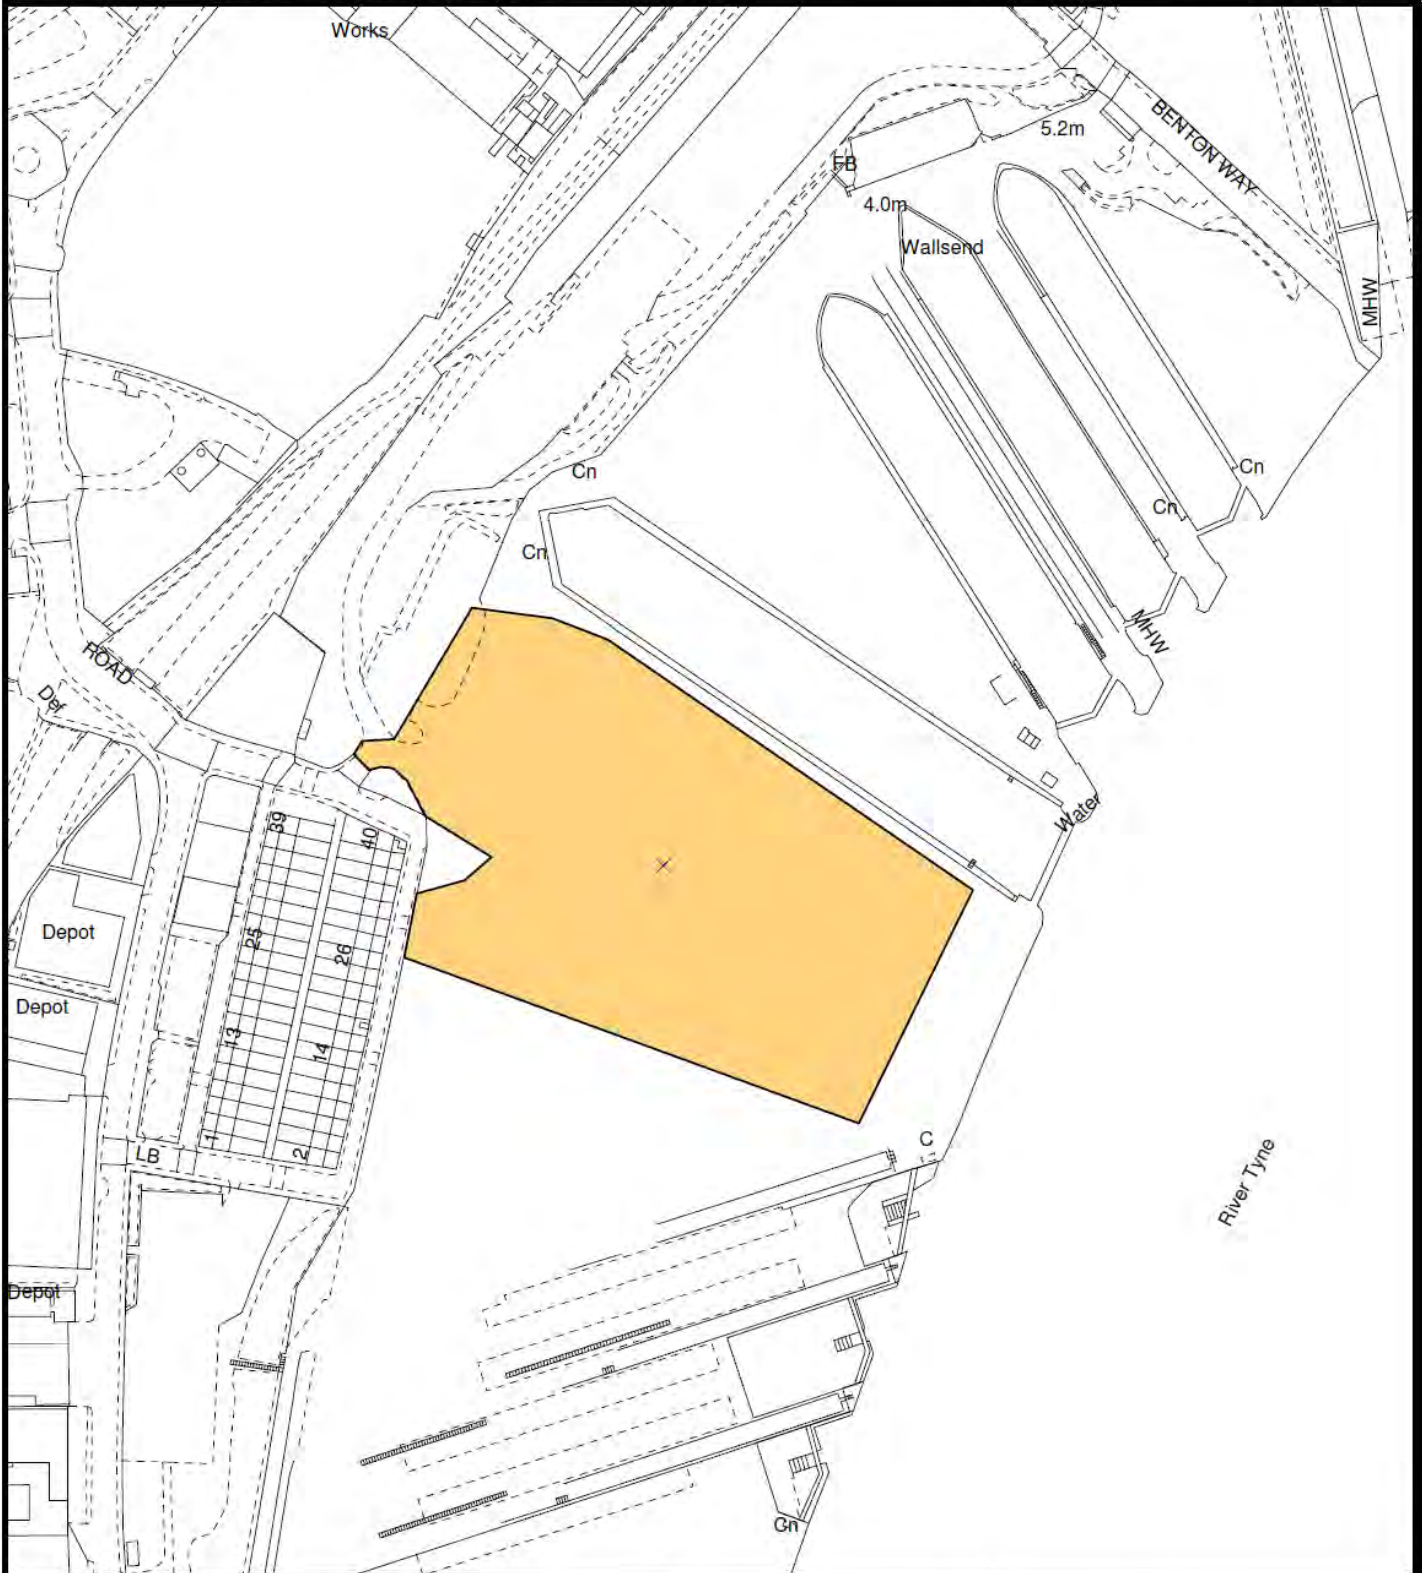 Works
5.2m
BENTON WAY
FB
4.0m
Wallsend
MHW
Cn
Cn
Cn
Cn
MHW
ROAD
Def
Water
39
40
Depot
25
26
Depot
13
14
1
2
LB
C
River Tyne
Depot
Cn